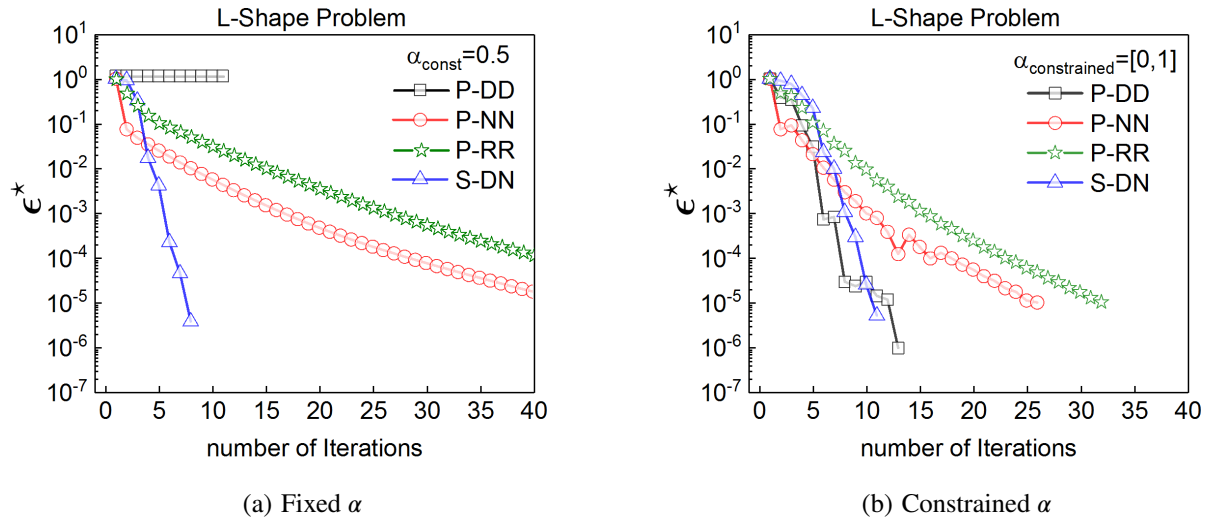 L-Shape Problem
10^1
10^0
10^-1
10^-2
10^-3
10^-4
10^-5
10^-6
10^-7
ϵ*
α_const=0.5
P-DD
P-NN
P-RR
S-DN
0 5 10 15 20 25 30 35 40
number of Iterations
(a) Fixed α
L-Shape Problem
10^1
10^0
10^-1
10^-2
10^-3
10^-4
10^-5
10^-6
10^-7
ϵ*
α_constrained=[0,1]
P-DD
P-NN
P-RR
S-DN
0 5 10 15 20 25 30 35 40
number of Iterations
(b) Constrained α